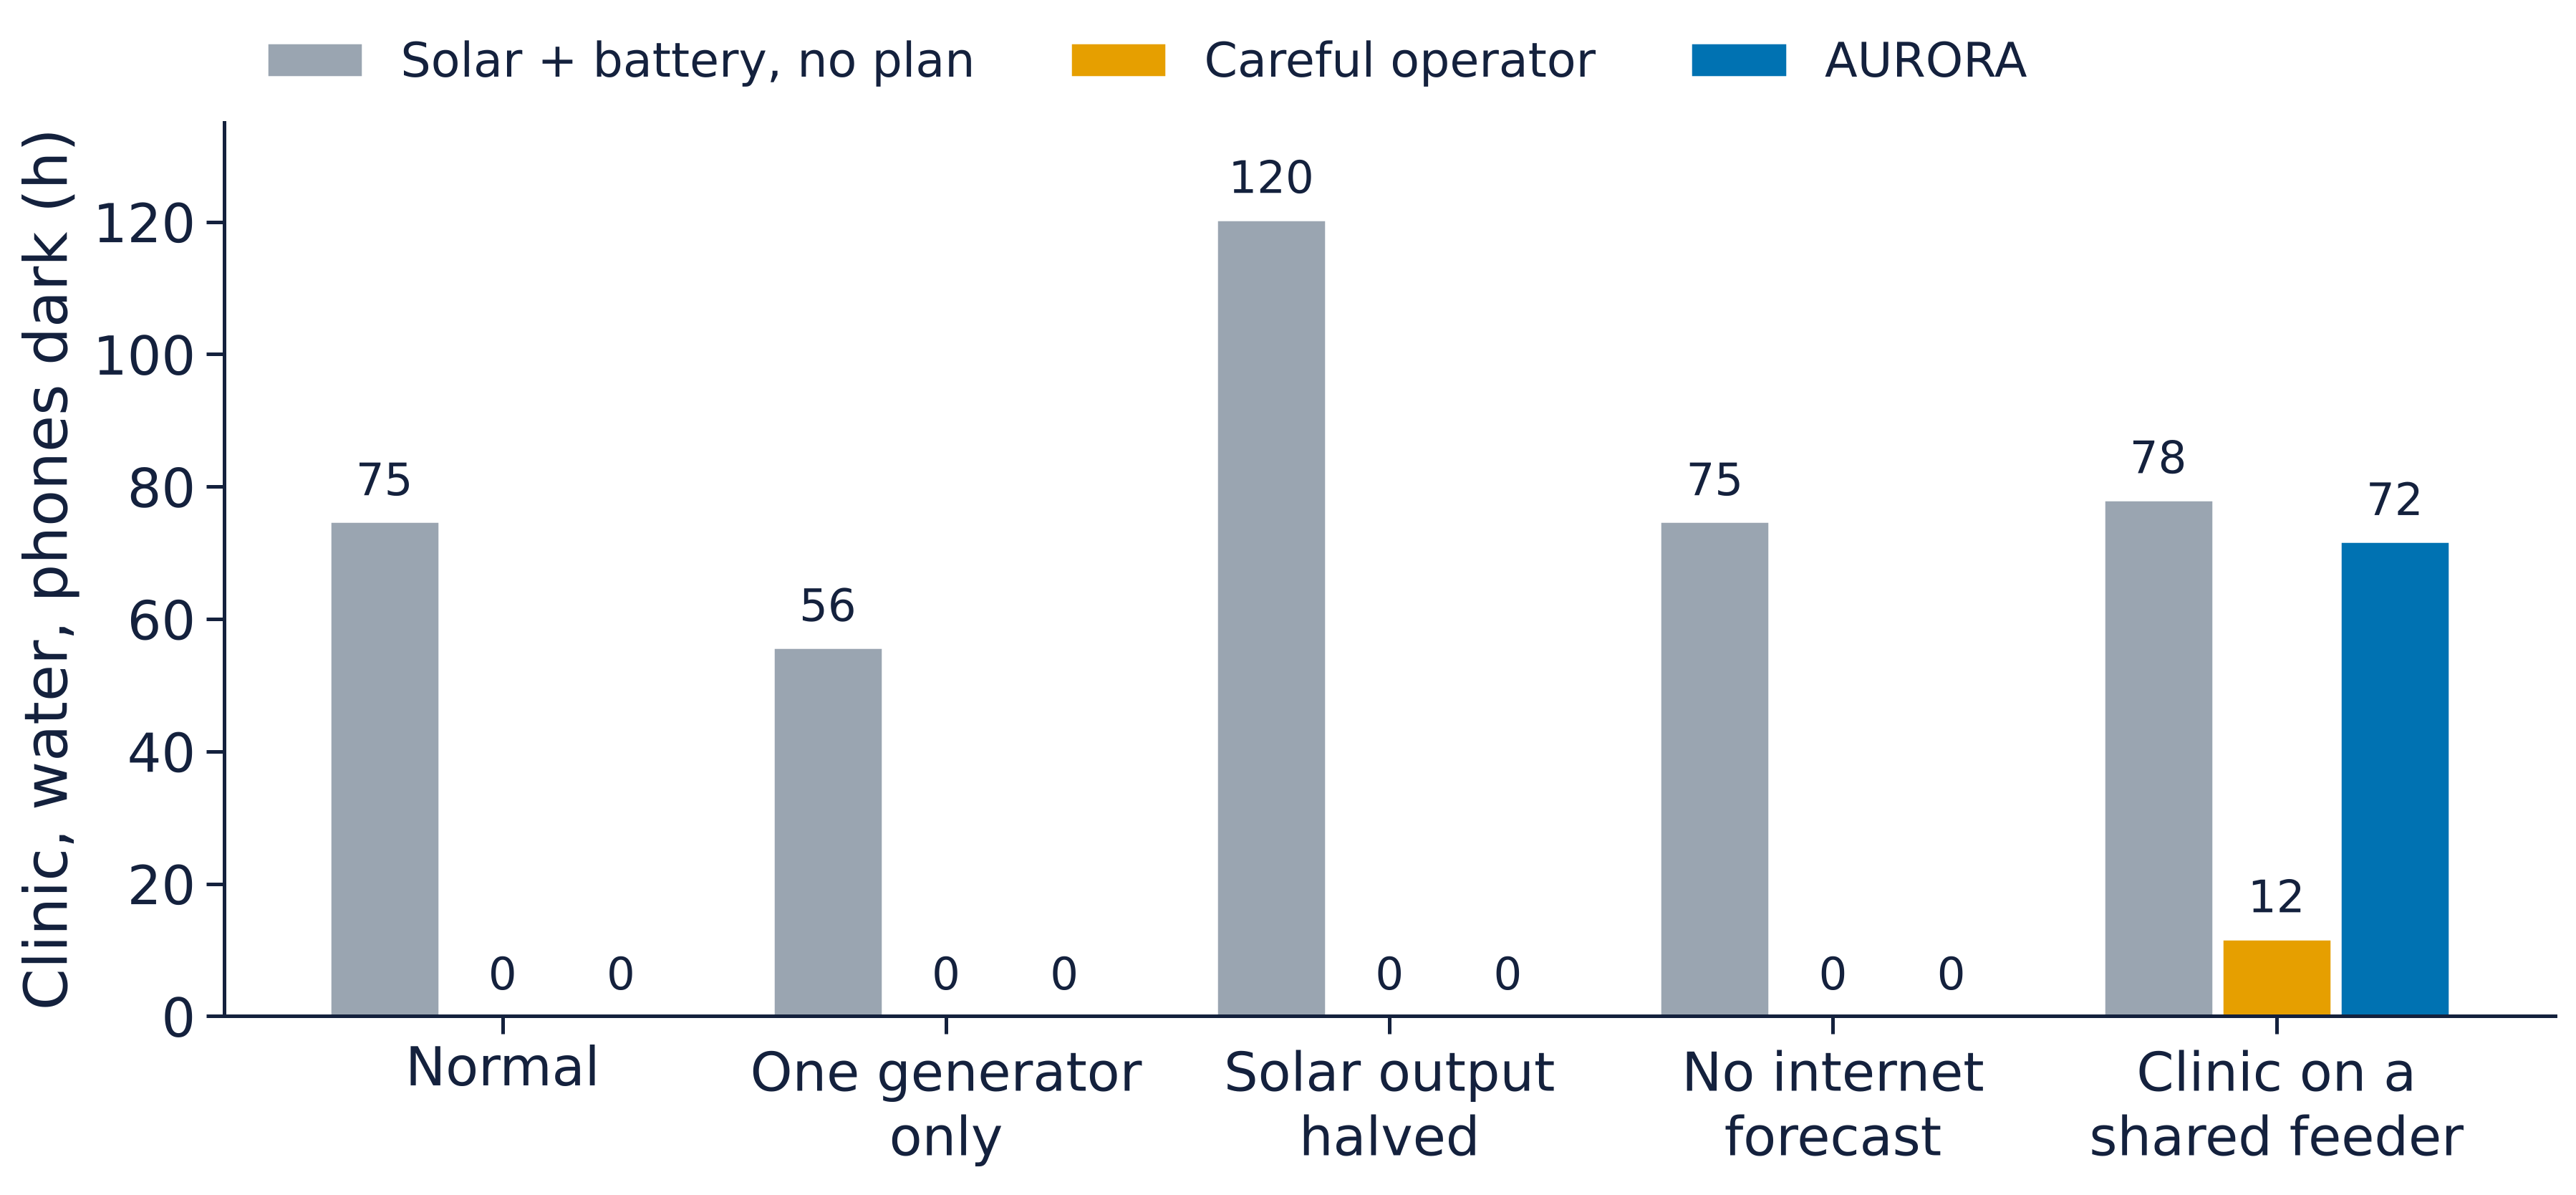 Solar + battery, no plan
Careful operator
AURORA
Clinic, water, phones dark (h)
120
100
80
60
40
20
0
75
0
0
56
0
0
120
0
0
75
0
0
78
12
72
Normal
One generator
only
Solar output
halved
No internet
forecast
Clinic on a
shared feeder